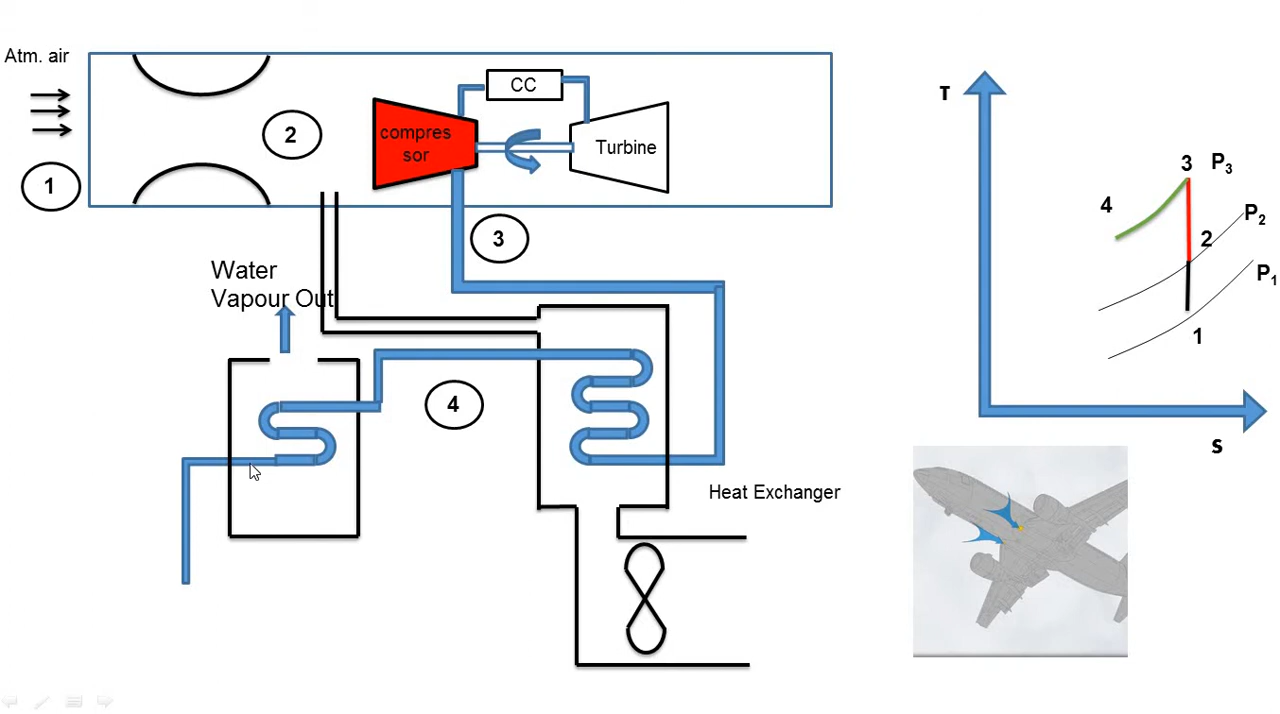 Atm. air
CC
compres
sor
Turbine
2
1
3
Water
Vapour Out
4
Heat Exchanger
T
3 P3
4
P2
2
P1
1
S